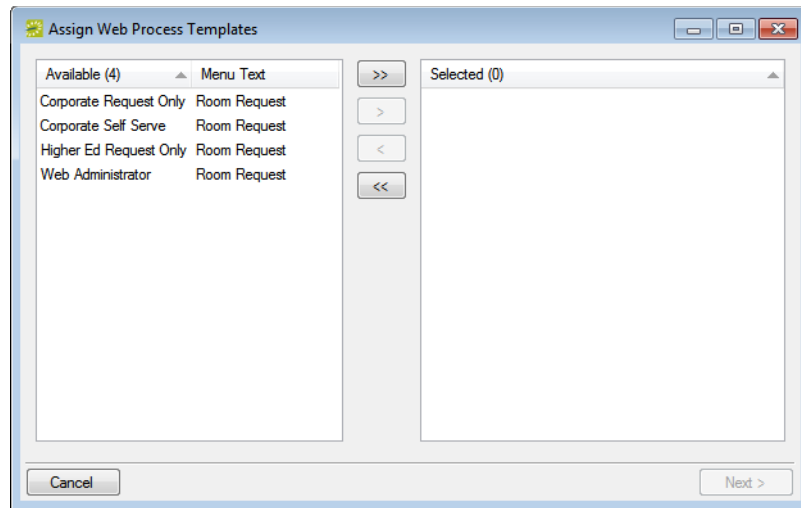 Assign Web Process Templates
Available (4) Menu Text
Corporate Request Only Room Request
Corporate Self Serve Room Request
Higher Ed Request Only Room Request
Web Administrator Room Request
>>
>
<
<<
Selected (0)
Cancel
Next >